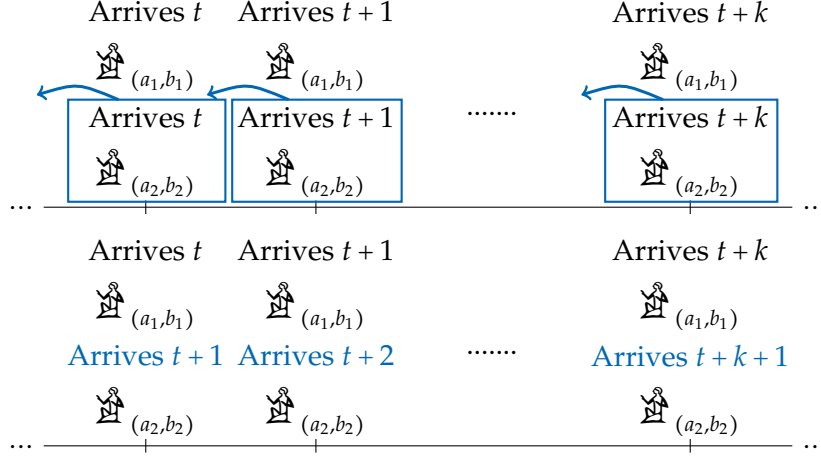 Arrives t Arrives t + 1 Arrives t + k
(a₁,b₁) (a₁,b₁) (a₁,b₁)
Arrives t Arrives t + 1 ....... Arrives t + k
(a₂,b₂) (a₂,b₂) (a₂,b₂)
... ..
Arrives t Arrives t + 1 Arrives t + k
(a₁,b₁) (a₁,b₁) (a₁,b₁)
Arrives t + 1 Arrives t + 2 ....... Arrives t + k + 1
(a₂,b₂) (a₂,b₂) (a₂,b₂)
... ..